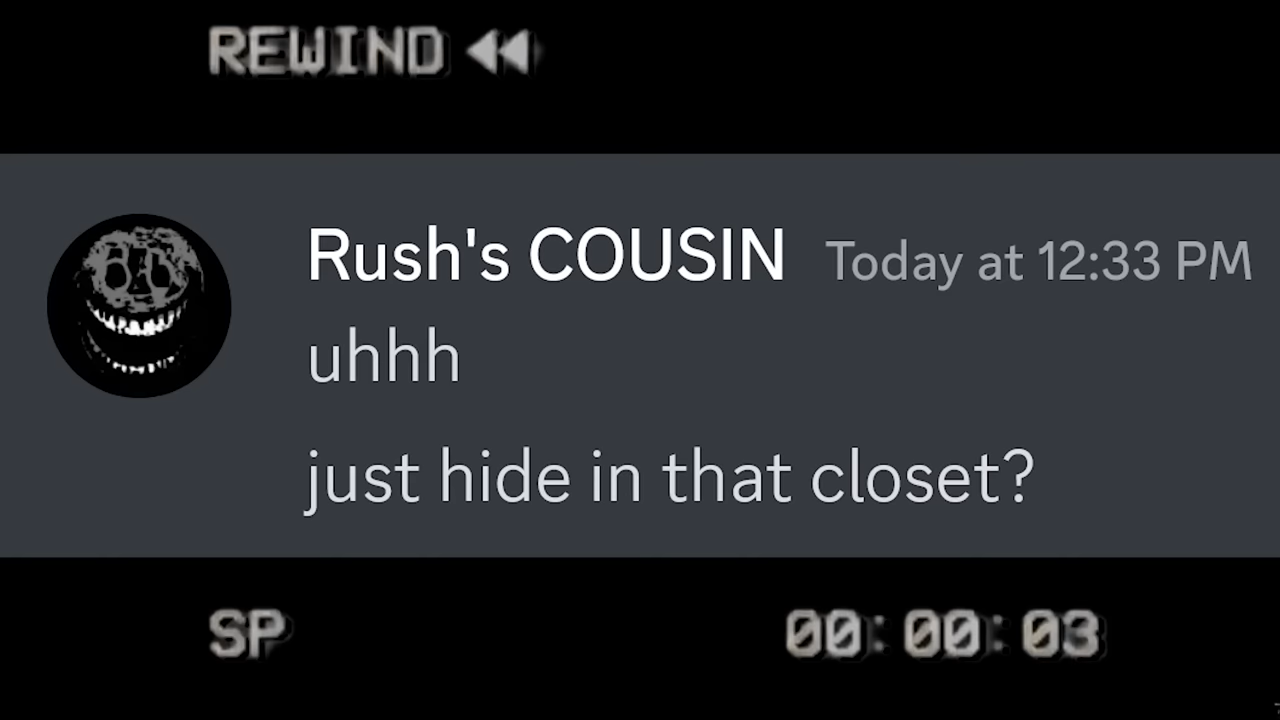 REWIND ◀◀
Rush's COUSIN Today at 12:33 PM
uhhh
just hide in that closet?
SP 00:00:03